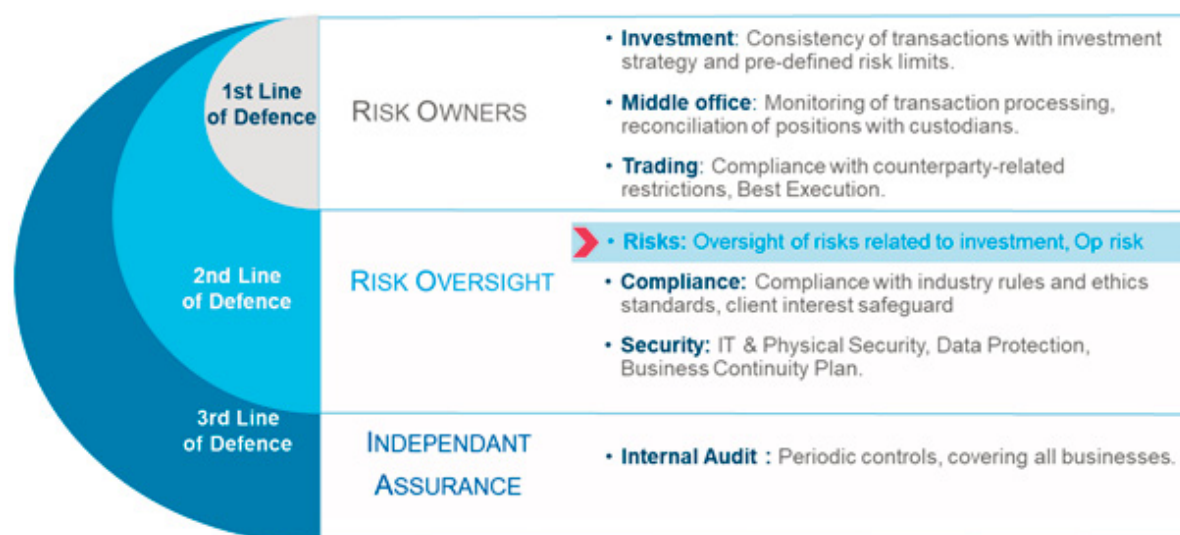 1st Line
of Defence
RISK OWNERS
• Investment: Consistency of transactions with investment
strategy and pre-defined risk limits.
• Middle office: Monitoring of transaction processing,
reconciliation of positions with custodians.
• Trading: Compliance with counterparty-related
restrictions, Best Execution.
2nd Line
of Defence
RISK OVERSIGHT
• Risks: Oversight of risks related to investment, Op risk
• Compliance: Compliance with industry rules and ethics
standards, client interest safeguard
• Security: IT & Physical Security, Data Protection,
Business Continuity Plan.
3rd Line
of Defence
INDEPENDANT
ASSURANCE
• Internal Audit : Periodic controls, covering all businesses.